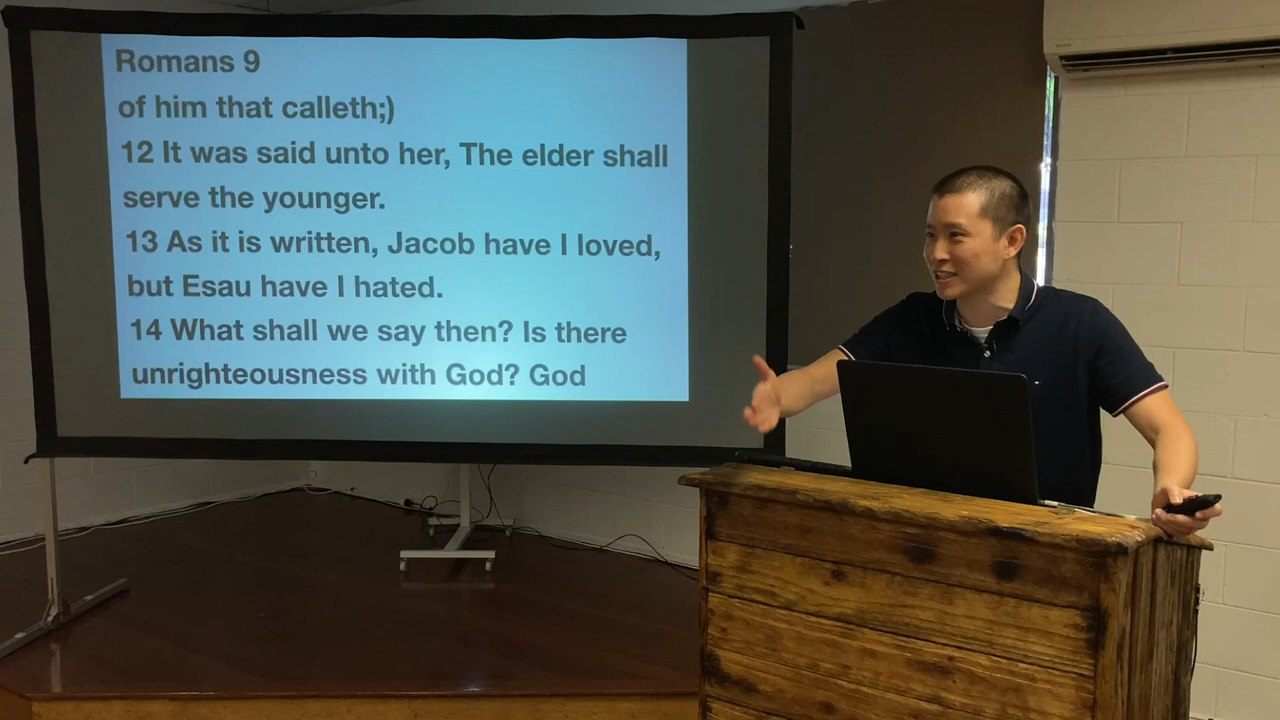 Romans 9
of him that calleth;)
12 It was said unto her, The elder shall
serve the younger.
13 As it is written, Jacob have I loved,
but Esau have I hated.
14 What shall we say then? Is there
unrighteousness with God? God